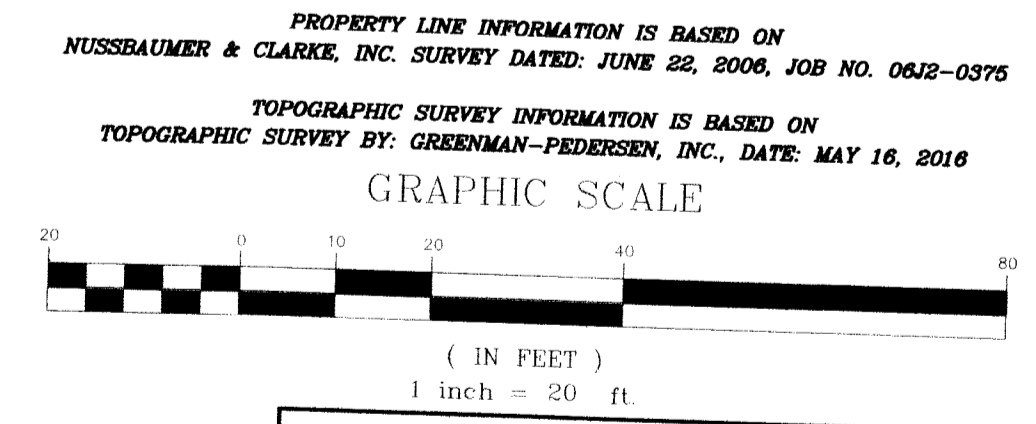 PROPERTY LINE INFORMATION IS BASED ON
NUSSBAUMER & CLARKE, INC. SURVEY DATED: JUNE 22, 2006, JOB NO. 06J2-0375
TOPOGRAPHIC SURVEY INFORMATION IS BASED ON
TOPOGRAPHIC SURVEY BY: GREENMAN-PEDERSEN, INC., DATE: MAY 16, 2016
GRAPHIC SCALE
20 0 10 20 40 80
( IN FEET )
1 inch = 20 ft.